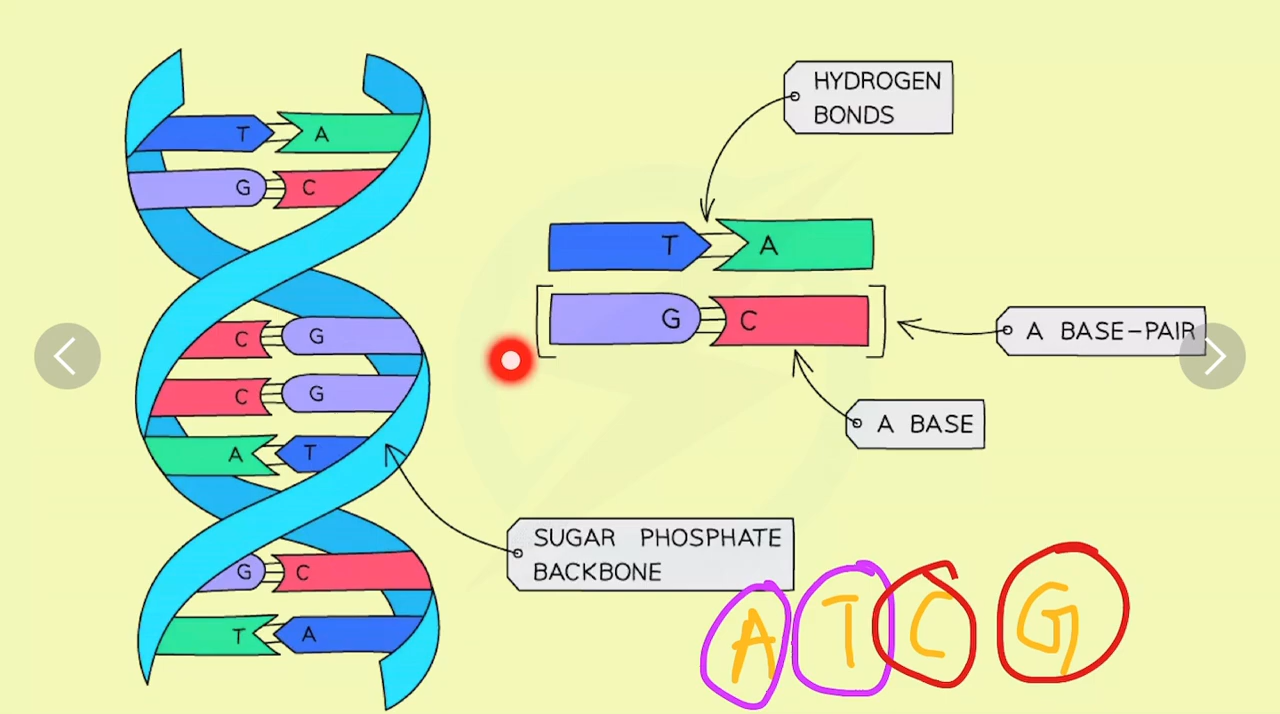 T A
G C
C G
C G
A T
G C
T A
HYDROGEN
BONDS
T A
G C
A BASE-PAIR
A BASE
SUGAR PHOSPHATE
BACKBONE
A T C G